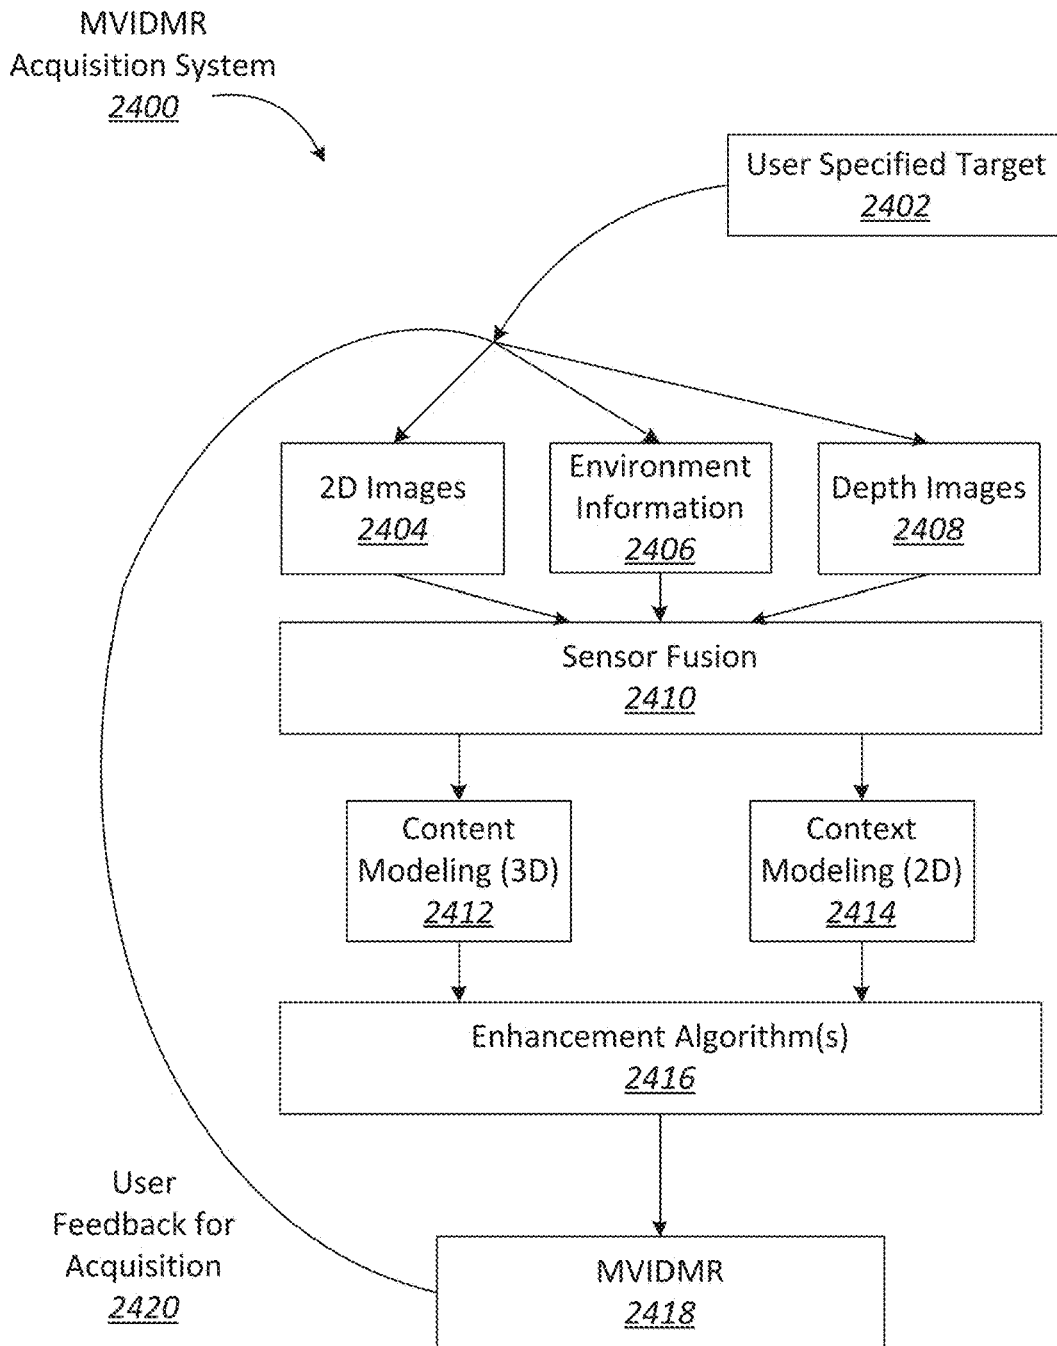 MVIDMR
Acquisition System
2400
User Specified Target
2402
2D Images
2404
Environment
Information
2406
Depth Images
2408
Sensor Fusion
2410
Content
Modeling (3D)
2412
Context
Modeling (2D)
2414
Enhancement Algorithm(s)
2416
User
Feedback for
Acquisition
2420
MVIDMR
2418